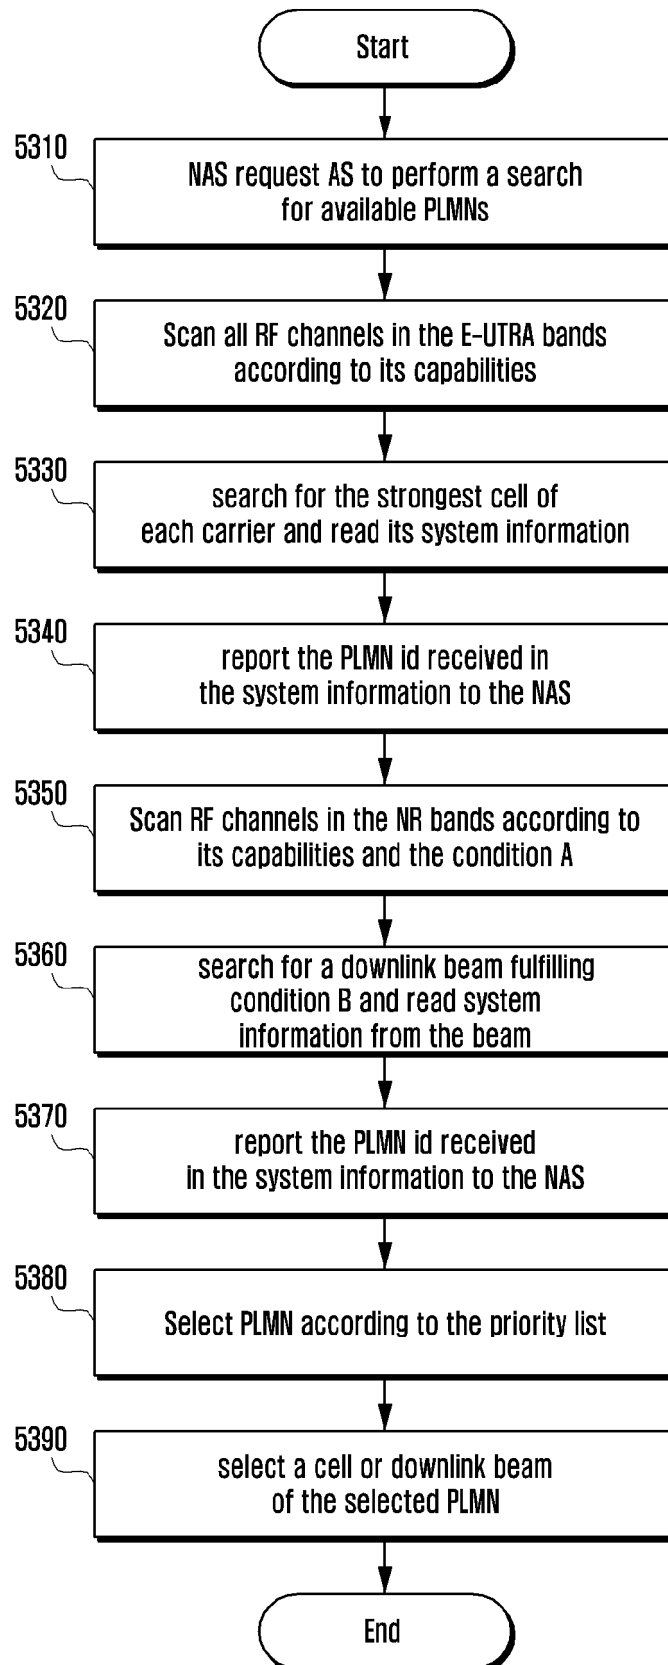 Start
5310
NAS request AS to perform a search
for available PLMNs
5320
Scan all RF channels in the E-UTRA bands
according to its capabilities
5330
search for the strongest cell of
each carrier and read its system information
5340
report the PLMN id received in
the system information to the NAS
5350
Scan RF channels in the NR bands according to
its capabilities and the condition A
5360
search for a downlink beam fulfilling
condition B and read system
information from the beam
5370
report the PLMN id received
in the system information to the NAS
5380
Select PLMN according to the priority list
5390
select a cell or downlink beam
of the selected PLMN
End